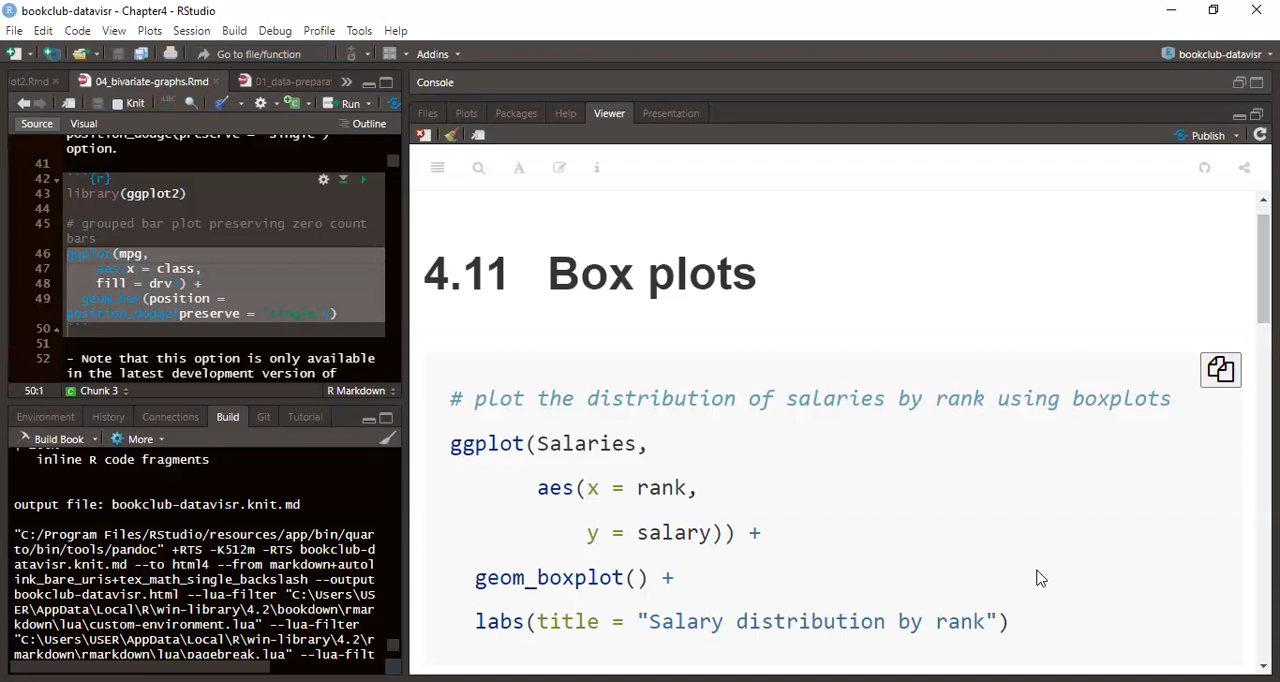 bookclub-datavisr - Chapter4 - RStudio
File Edit Code View Plots Session Build Debug Profile Tools Help
Go to file/function Addins bookclub-datavisr
lot2.Rmd 04_bivariate-graphs.Rmd 01_data-prepara
Knit ABC Run
Source Visual Outline
position_dodge(preserve = "single")
option.
41
42 ```{r}
43 library(ggplot2)
44
45 # grouped bar plot preserving zero count
bars
46 ggplot(mpg,
47 aes(x = class,
48 fill = drv)) +
49 geom_bar(position =
position_dodge(preserve = "single"))
50 ```
51
52 - Note that this option is only available
in the latest development version of
50:1 Chunk 3 R Markdown
Environment History Connections Build Git Tutorial
Build Book More
inline R code fragments
output file: bookclub-datavisr.knit.md
"C:/Program Files/RStudio/resources/app/bin/quar
to/bin/tools/pandoc" +RTS -K512m -RTS bookclub-d
atavisr.knit.md --to html4 --from markdown+autol
ink_bare_uris+tex_math_single_backslash --output
bookclub-datavisr.html --lua-filter "C:\Users\US
ER\AppData\Local\R\win-library\4.2\bookdown\rmar
kdown\lua\custom-environment.lua" --lua-filter
"C:\Users\USER\AppData\Local\R\win-library\4.2\r
markdown\rmarkdown\lua\pagebreak.lua" --lua-filt
Console
Files Plots Packages Help Viewer Presentation
Publish
4.11 Box plots
# plot the distribution of salaries by rank using boxplots
ggplot(Salaries,
aes(x = rank,
y = salary)) +
geom_boxplot() +
labs(title = "Salary distribution by rank")